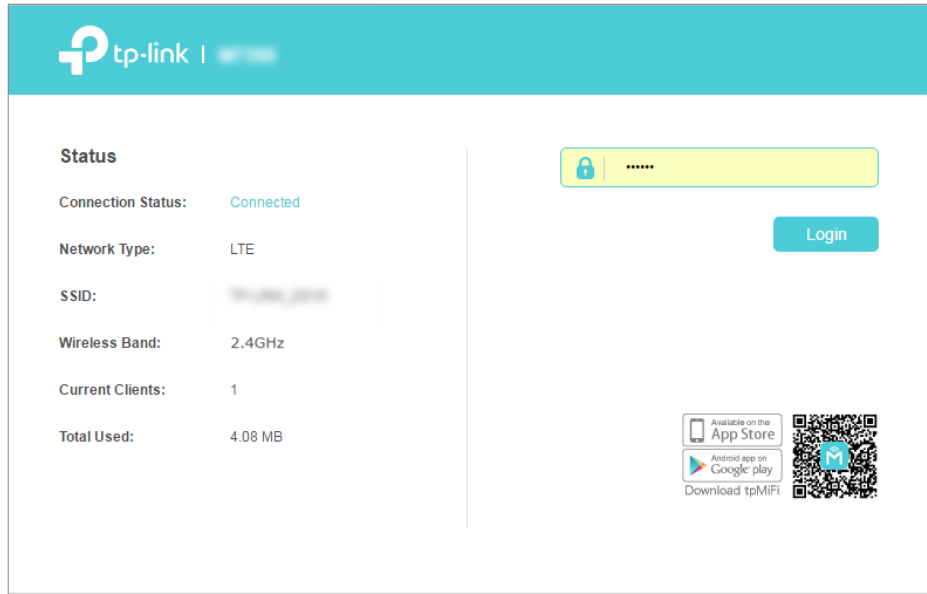 tp-link |
Status
Connection Status: Connected
Network Type: LTE
SSID:
Wireless Band: 2.4GHz
Current Clients: 1
Total Used: 4.08 MB
••••••
Login
Available on the
App Store
Android app on
Google play
Download tpMiFi
M